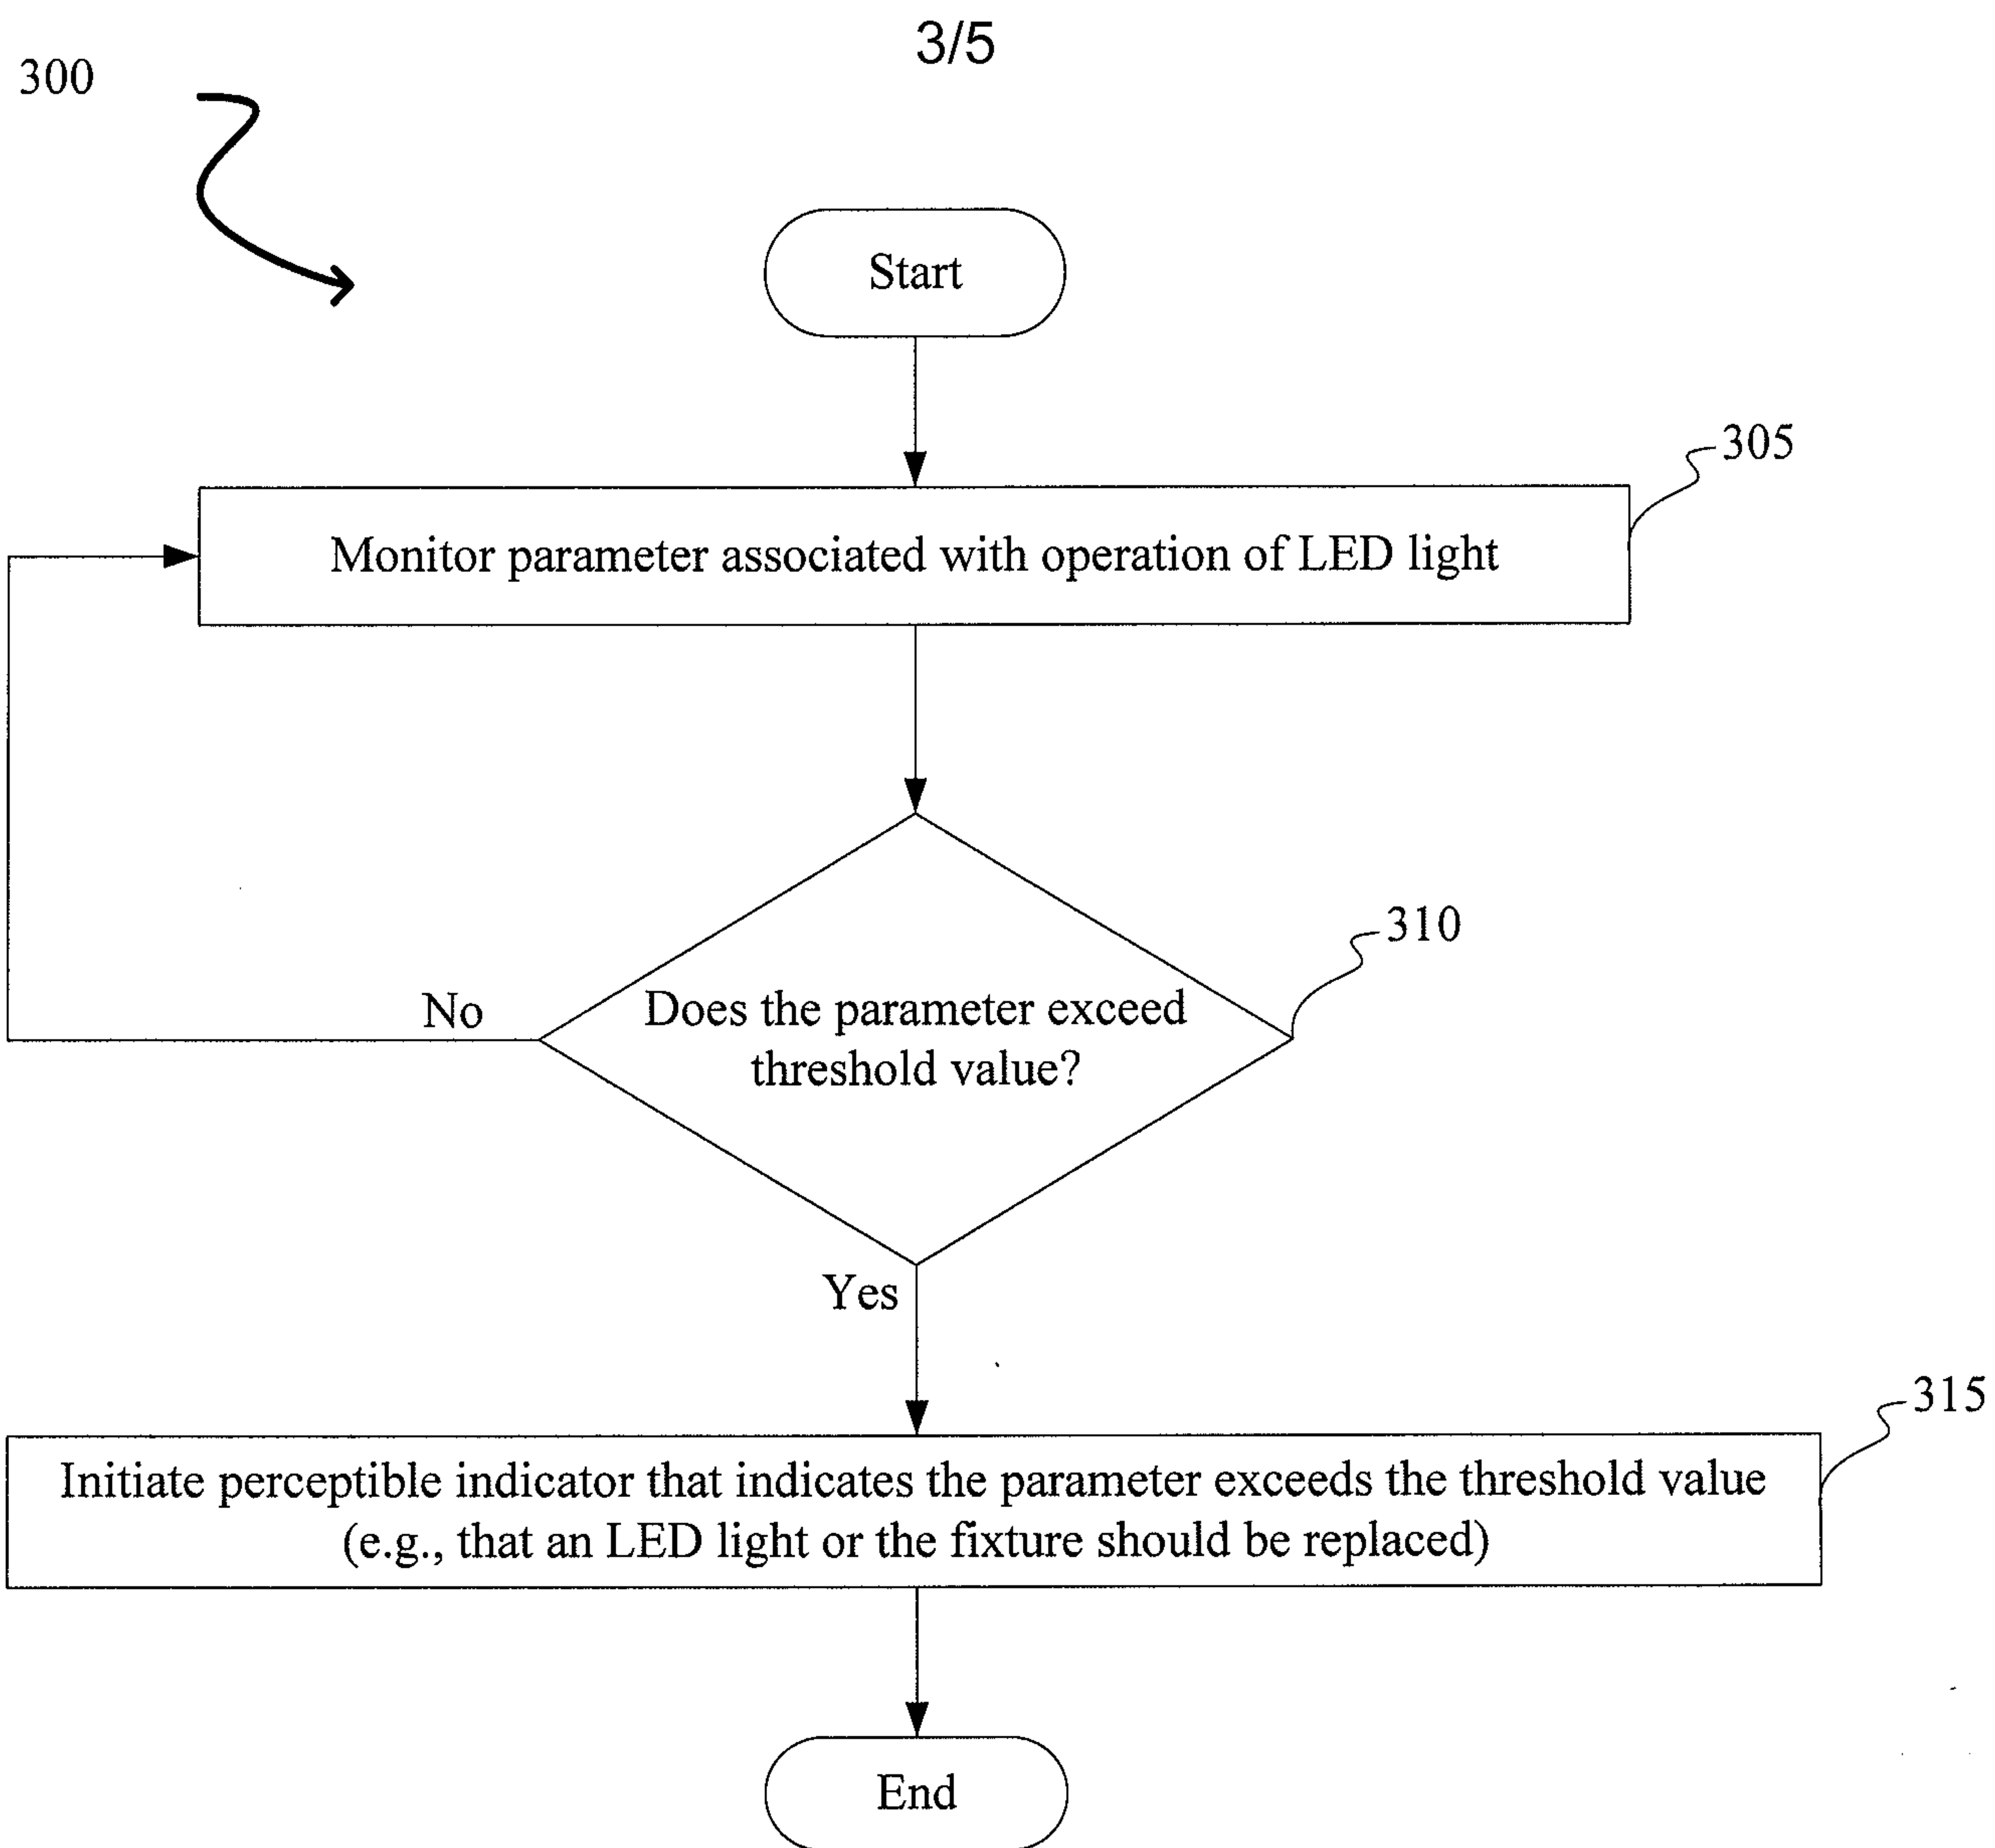 3/5
300
Start
305
Monitor parameter associated with operation of LED light
310
No
Does the parameter exceed
threshold value?
Yes
315
Initiate perceptible indicator that indicates the parameter exceeds the threshold value
(e.g., that an LED light or the fixture should be replaced)
End